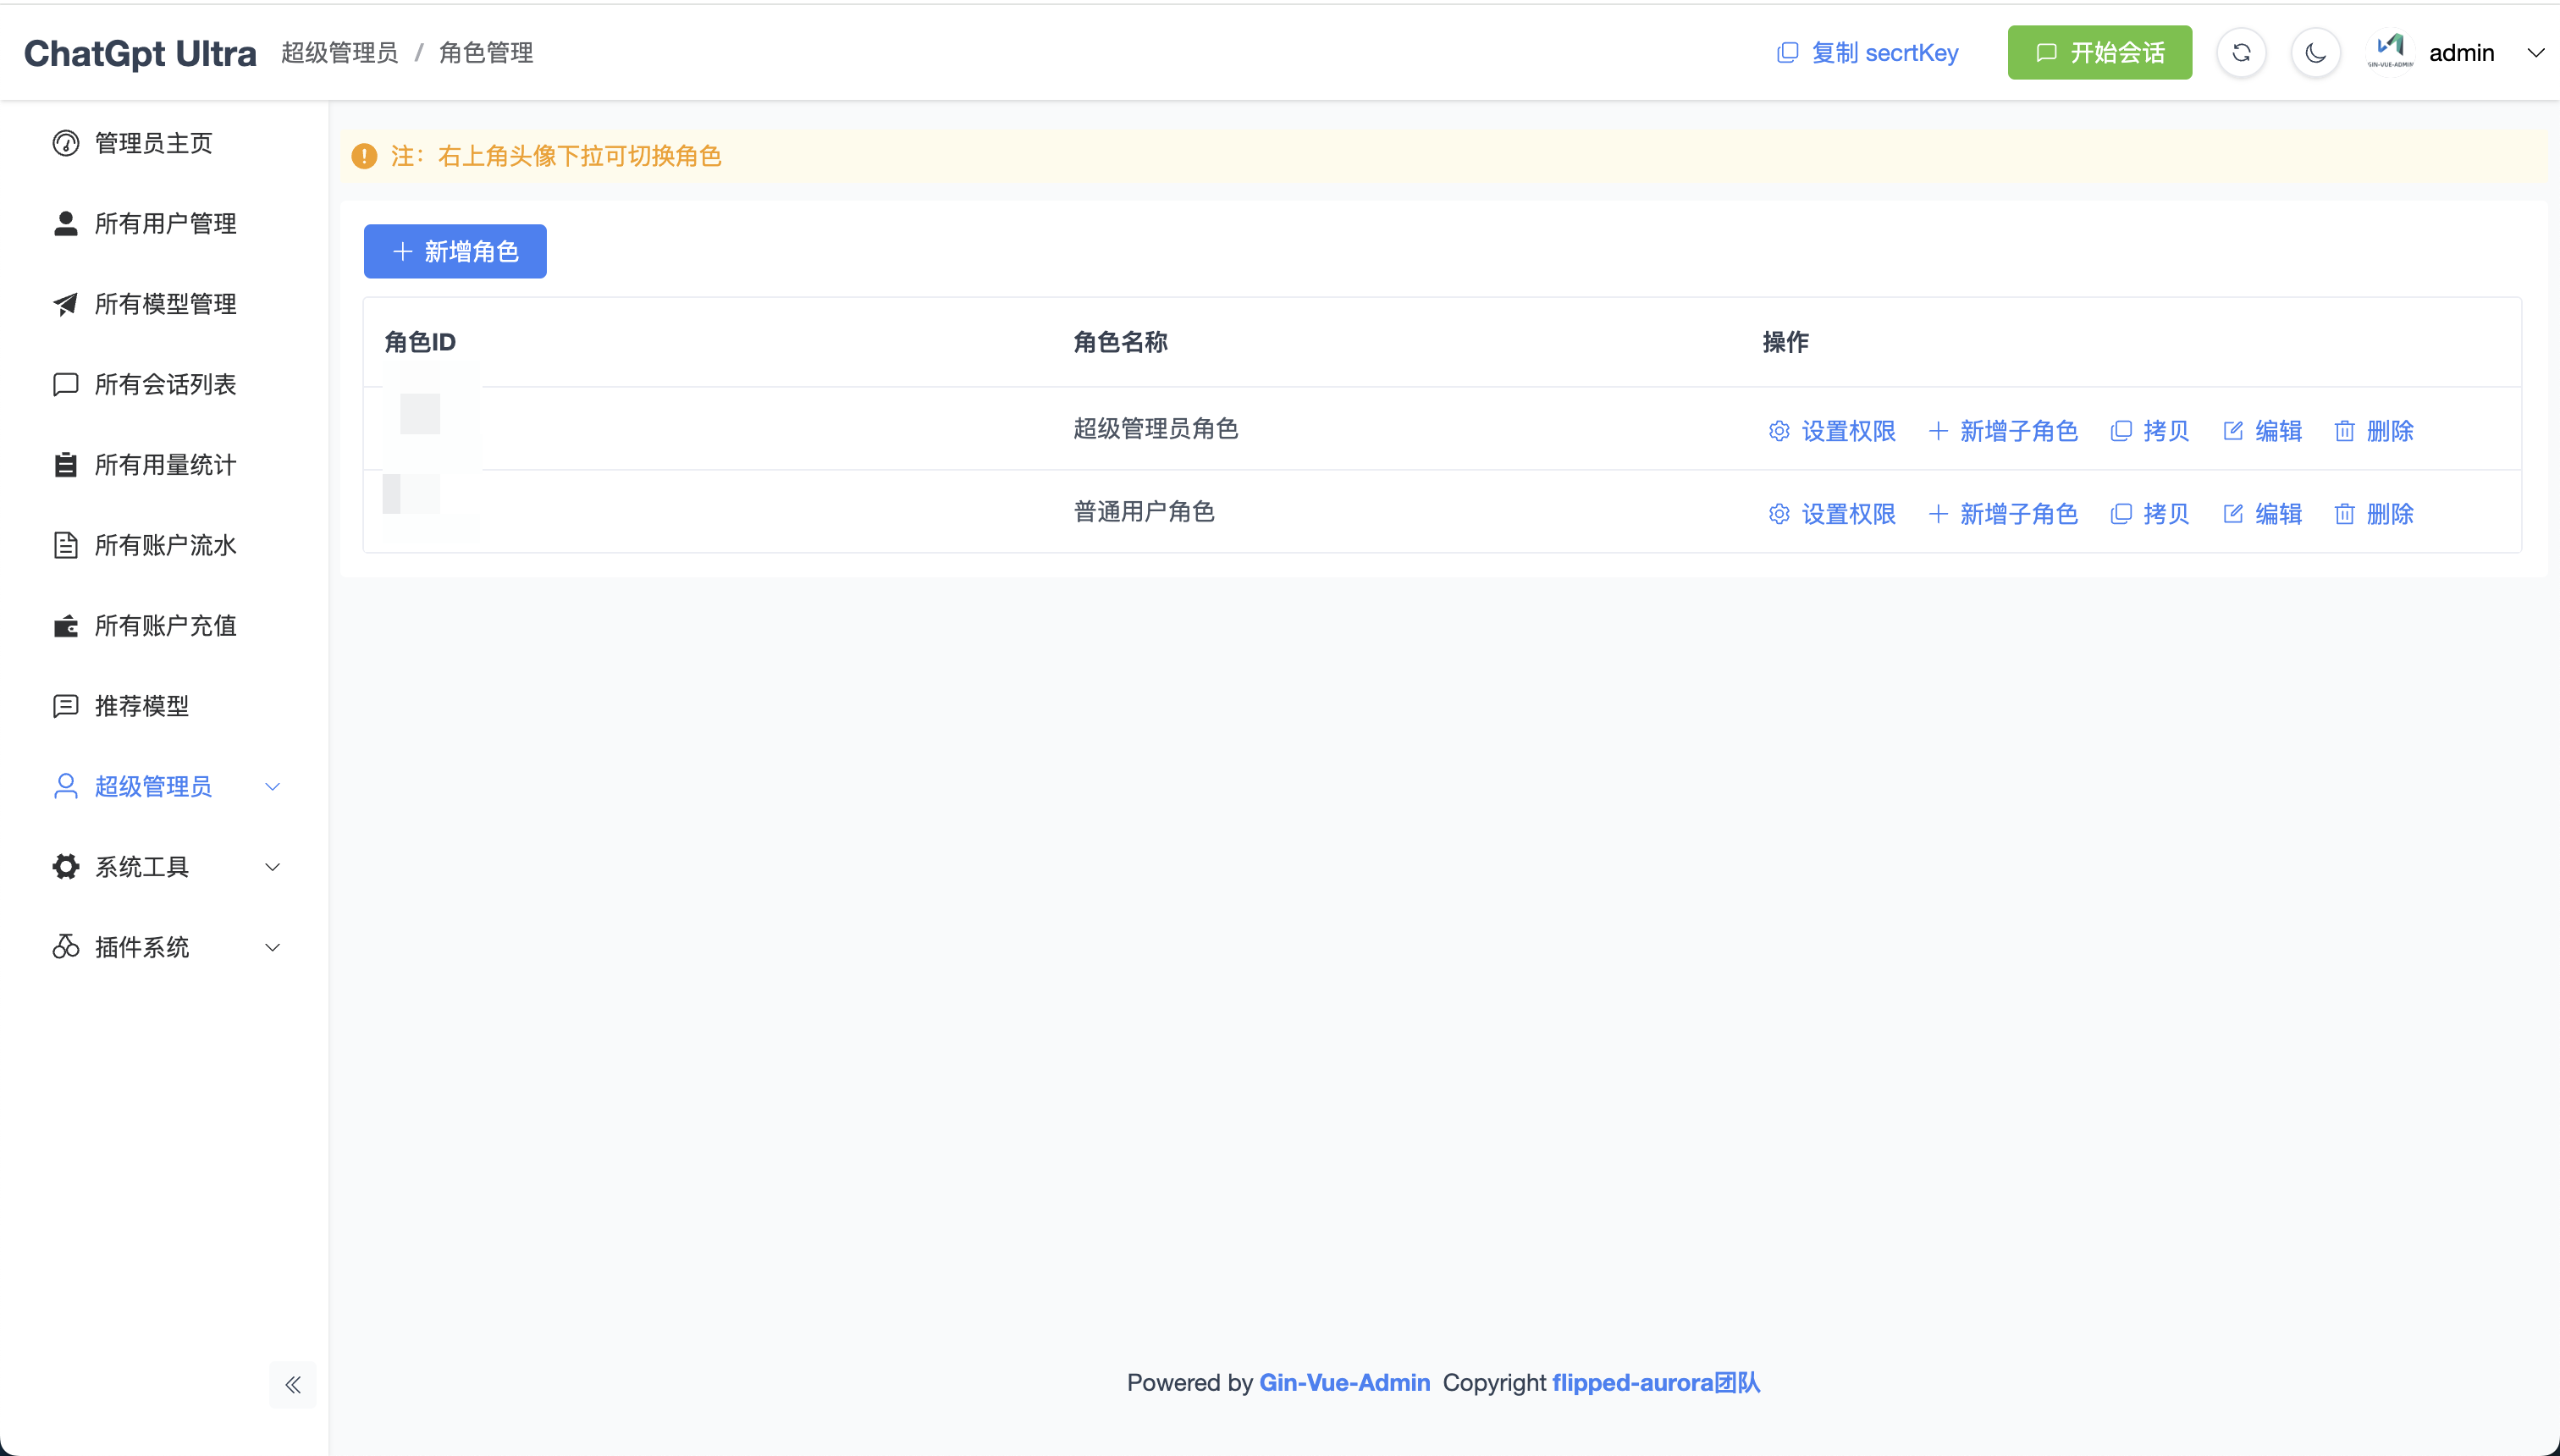 ChatGpt Ultra 超级管理员 / 角色管理 复制 secrtKey 开始会话 GIN-VUE-ADMIN admin
管理员主页
所有用户管理
所有模型管理
所有会话列表
所有用量统计
所有账户流水
所有账户充值
推荐模型
超级管理员
系统工具
插件系统
注：右上角头像下拉可切换角色
新增角色
角色ID 角色名称 操作
超级管理员角色 设置权限 新增子角色 拷贝 编辑 删除
普通用户角色 设置权限 新增子角色 拷贝 编辑 删除
Powered by Gin-Vue-Admin Copyright flipped-aurora团队